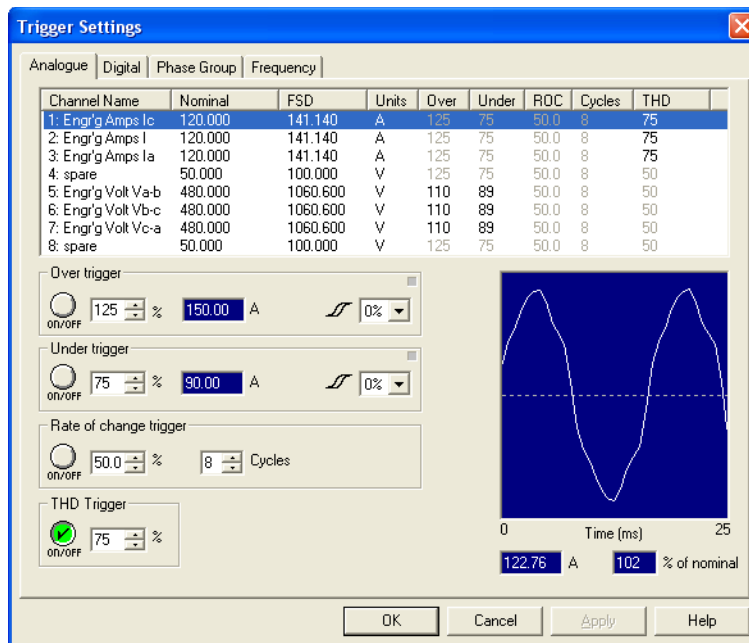 Trigger Settings
Analogue Digital Phase Group Frequency
Channel Name Nominal FSD Units Over Under ROC Cycles THD
1: Engr'g Amps Ic 120.000 141.140 A 125 75 50.0 8 75
2: Engr'g Amps I 120.000 141.140 A 125 75 50.0 8 75
3: Engr'g Amps Ia 120.000 141.140 A 125 75 50.0 8 75
4: spare 50.000 100.000 V 125 75 50.0 8 50
5: Engr'g Volt Va-b 480.000 1060.600 V 110 89 50.0 8 50
6: Engr'g Volt Vb-c 480.000 1060.600 V 110 89 50.0 8 50
7: Engr'g Volt Vc-a 480.000 1060.600 V 110 89 50.0 8 50
8: spare 50.000 100.000 V 125 75 50.0 8 50
Over trigger
ON/OFF 125 % 150.00 A 0%
Under trigger
ON/OFF 75 % 90.00 A 0%
Rate of change trigger
ON/OFF 50.0 % 8 Cycles
THD Trigger
ON/OFF 75 %
0 Time (ms) 25
122.76 A 102 % of nominal
OK Cancel Apply Help